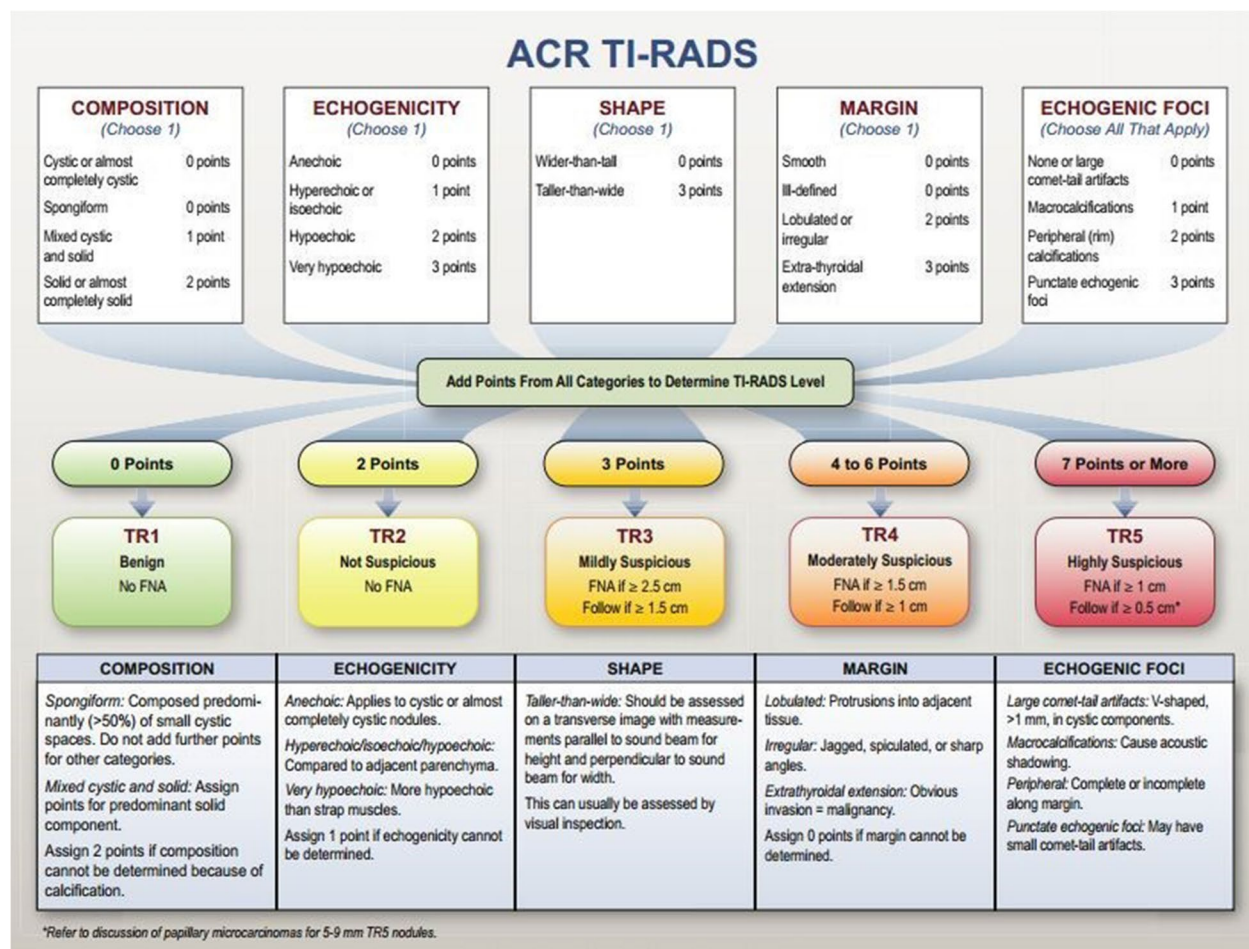 ACR TI-RADS
COMPOSITION
(Choose 1)
Cystic or almost completely cystic 0 points
Spongiform 0 points
Mixed cystic and solid 1 point
Solid or almost completely solid 2 points
ECHOGENICITY
(Choose 1)
Anechoic 0 points
Hyperechoic or isoechoic 1 point
Hypoechoic 2 points
Very hypoechoic 3 points
SHAPE
(Choose 1)
Wider-than-tall 0 points
Taller-than-wide 3 points
MARGIN
(Choose 1)
Smooth 0 points
Ill-defined 0 points
Lobulated or irregular 2 points
Extra-thyroidal extension 3 points
ECHOGENIC FOCI
(Choose All That Apply)
None or large comet-tail artifacts 0 points
Macrocalcifications 1 point
Peripheral (rim) calcifications 2 points
Punctate echogenic foci 3 points
Add Points From All Categories to Determine TI-RADS Level
0 Points
TR1
Benign
No FNA
2 Points
TR2
Not Suspicious
No FNA
3 Points
TR3
Mildly Suspicious
FNA if ≥ 2.5 cm
Follow if ≥ 1.5 cm
4 to 6 Points
TR4
Moderately Suspicious
FNA if ≥ 1.5 cm
Follow if ≥ 1 cm
7 Points or More
TR5
Highly Suspicious
FNA if ≥ 1 cm
Follow if ≥ 0.5 cm*
COMPOSITION
Spongiform: Composed predomi-
nantly (>50%) of small cystic
spaces. Do not add further points
for other categories.
Mixed cystic and solid: Assign
points for predominant solid
component.
Assign 2 points if composition
cannot be determined because of
calcification.
ECHOGENICITY
Anechoic: Applies to cystic or almost
completely cystic nodules.
Hyperechoic/isoechoic/hypoechoic:
Compared to adjacent parenchyma.
Very hypoechoic: More hypoechoic
than strap muscles.
Assign 1 point if echogenicity cannot
be determined.
SHAPE
Taller-than-wide: Should be assessed
on a transverse image with measure-
ments parallel to sound beam for
height and perpendicular to sound
beam for width.
This can usually be assessed by
visual inspection.
MARGIN
Lobulated: Protrusions into adjacent
tissue.
Irregular: Jagged, spiculated, or sharp
angles.
Extrathyroidal extension: Obvious
invasion = malignancy.
Assign 0 points if margin cannot be
determined.
ECHOGENIC FOCI
Large comet-tail artifacts: V-shaped,
>1 mm, in cystic components.
Macrocalcifications: Cause acoustic
shadowing.
Peripheral: Complete or incomplete
along margin.
Punctate echogenic foci: May have
small comet-tail artifacts.
*Refer to discussion of papillary microcarcinomas for 5-9 mm TR5 nodules.